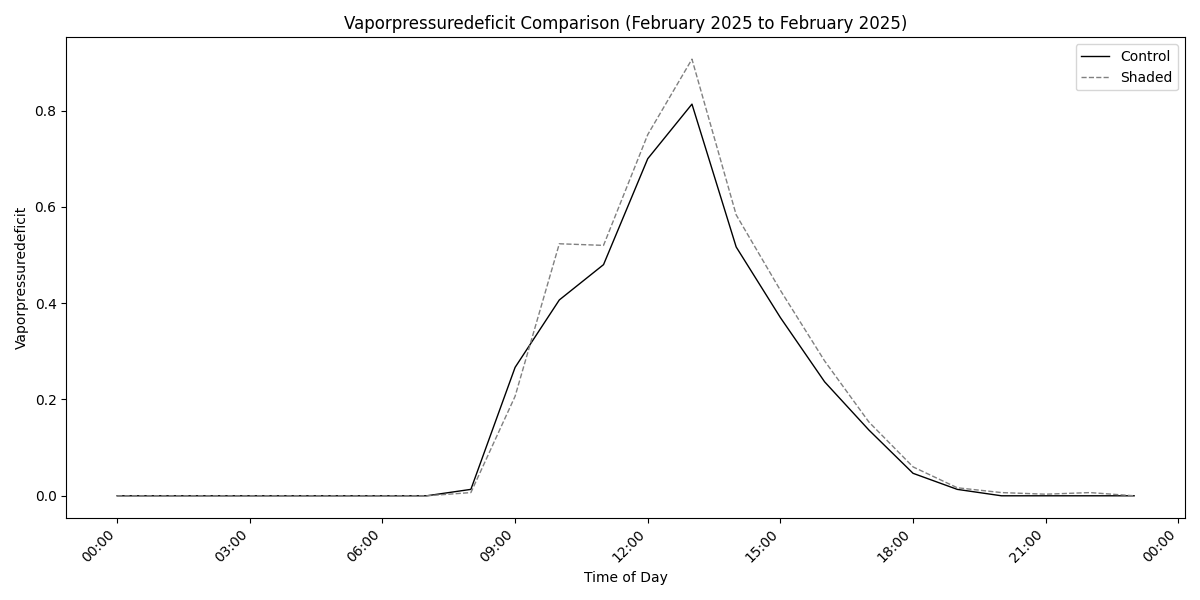 Vaporpressuredeficit Comparison (February 2025 to February 2025)
Control
Shaded
Vaporpressuredeficit
0.8
0.6
0.4
0.2
0.0
00:00
03:00
06:00
09:00
12:00
15:00
18:00
21:00
00:00
Time of Day